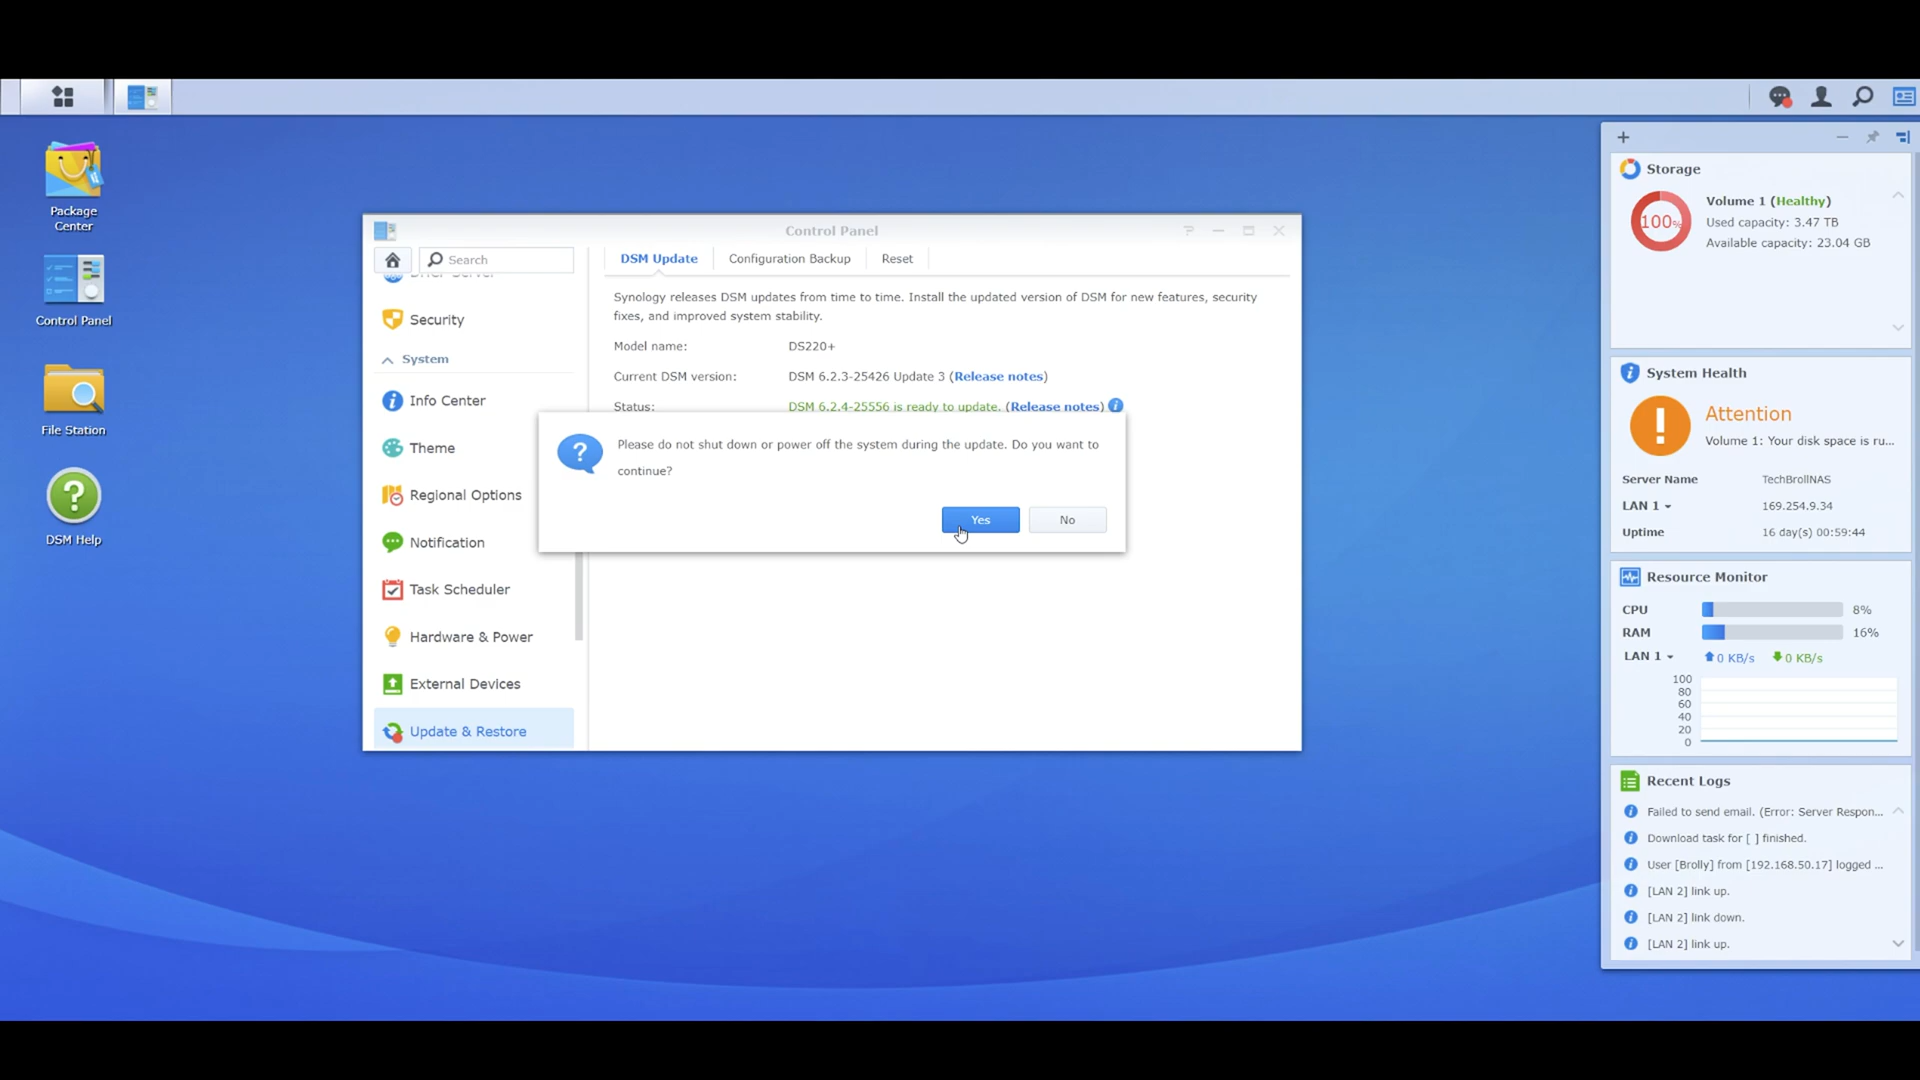 Package
Center
Control Panel
File Station
DSM Help
Control Panel
Search
DHCP Server
Security
System
Info Center
Theme
Regional Options
Notification
Task Scheduler
Hardware & Power
External Devices
Update & Restore
DSM Update
Configuration Backup
Reset
Synology releases DSM updates from time to time. Install the updated version of DSM for new features, security
fixes, and improved system stability.
Model name: DS220+
Current DSM version: DSM 6.2.3-25426 Update 3 (Release notes)
Status: DSM 6.2.4-25556 is ready to update. (Release notes)
Please do not shut down or power off the system during the update. Do you want to
continue?
Yes
No
Storage
100%
Volume 1 (Healthy)
Used capacity: 3.47 TB
Available capacity: 23.04 GB
System Health
Attention
Volume 1: Your disk space is ru...
Server Name TechBrollNAS
LAN 1 169.254.9.34
Uptime 16 day(s) 00:59:44
Resource Monitor
CPU 8%
RAM 16%
LAN 1 0 KB/s 0 KB/s
100
80
60
40
20
0
Recent Logs
Failed to send email. (Error: Server Respon...
Download task for [ ] finished.
User [Brolly] from [192.168.50.17] logged ...
[LAN 2] link up.
[LAN 2] link down.
[LAN 2] link up.